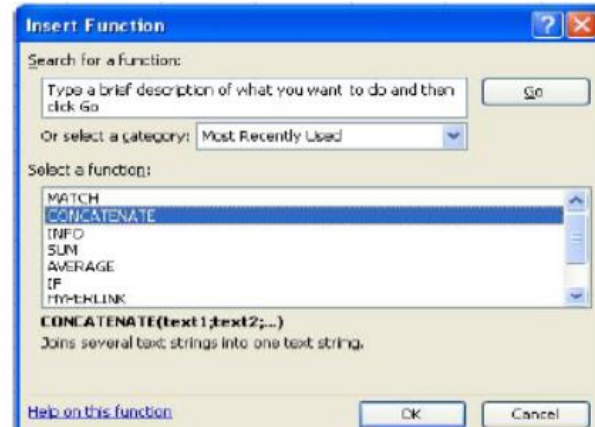 Insert Function
Search for a function:
Type a brief description of what you want to do and then
click Go
Go
Or select a category: Most Recently Used
Select a function:
MATCH
CONCATENATE
INFO
SUM
AVERAGE
IF
HYPERLINK
CONCATENATE(text1;text2;...)
Joins several text strings into one text string.
Help on this function
OK
Cancel